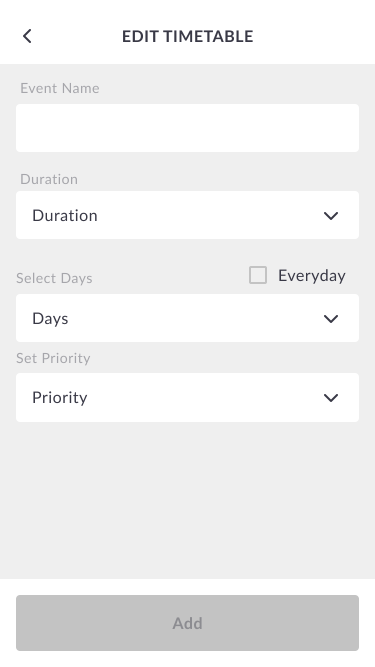 EDIT TIMETABLE
Event Name
Duration
Duration
Select Days
Everyday
Days
Set Priority
Priority
Add